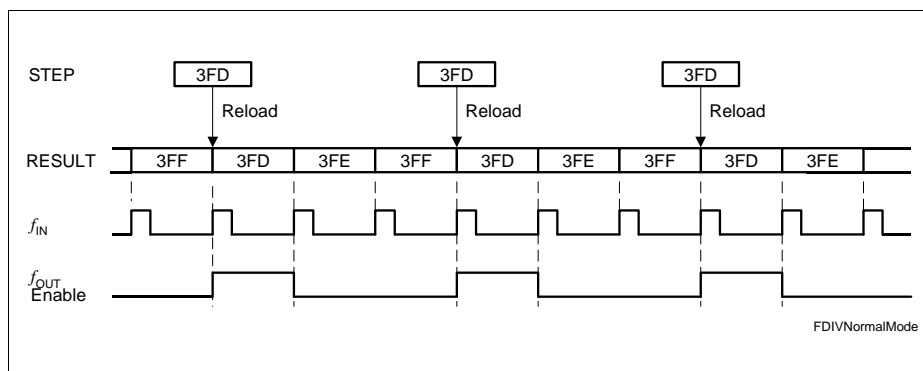 STEP 3FD 3FD 3FD
Reload Reload Reload
RESULT 3FF 3FD 3FE 3FF 3FD 3FE 3FF 3FD 3FE
fIN
fOUT
Enable
FDIVNormalMode